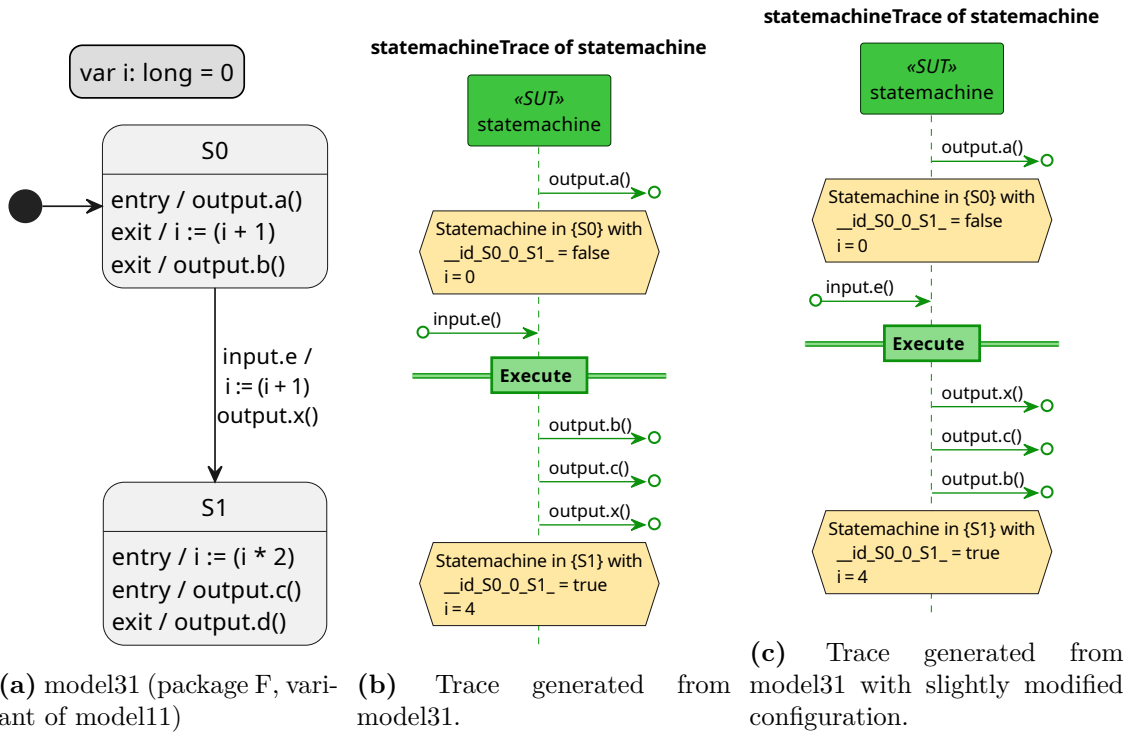 var i: long = 0
S0
entry / output.a()
exit / i := (i + 1)
exit / output.b()
input.e /
i := (i + 1)
output.x()
S1
entry / i := (i * 2)
entry / output.c()
exit / output.d()
(a) model31 (package F, vari-
ant of model11)
statemachineTrace of statemachine
«SUT»
statemachine
output.a()
Statemachine in {S0} with
__id_S0_0_S1_ = false
i = 0
input.e()
Execute
output.b()
output.c()
output.x()
Statemachine in {S1} with
__id_S0_0_S1_ = true
i = 4
(b) Trace generated from
model31.
statemachineTrace of statemachine
«SUT»
statemachine
output.a()
Statemachine in {S0} with
__id_S0_0_S1_ = false
i = 0
input.e()
Execute
output.x()
output.c()
output.b()
Statemachine in {S1} with
__id_S0_0_S1_ = true
i = 4
(c) Trace generated from
model31 with slightly modified
configuration.